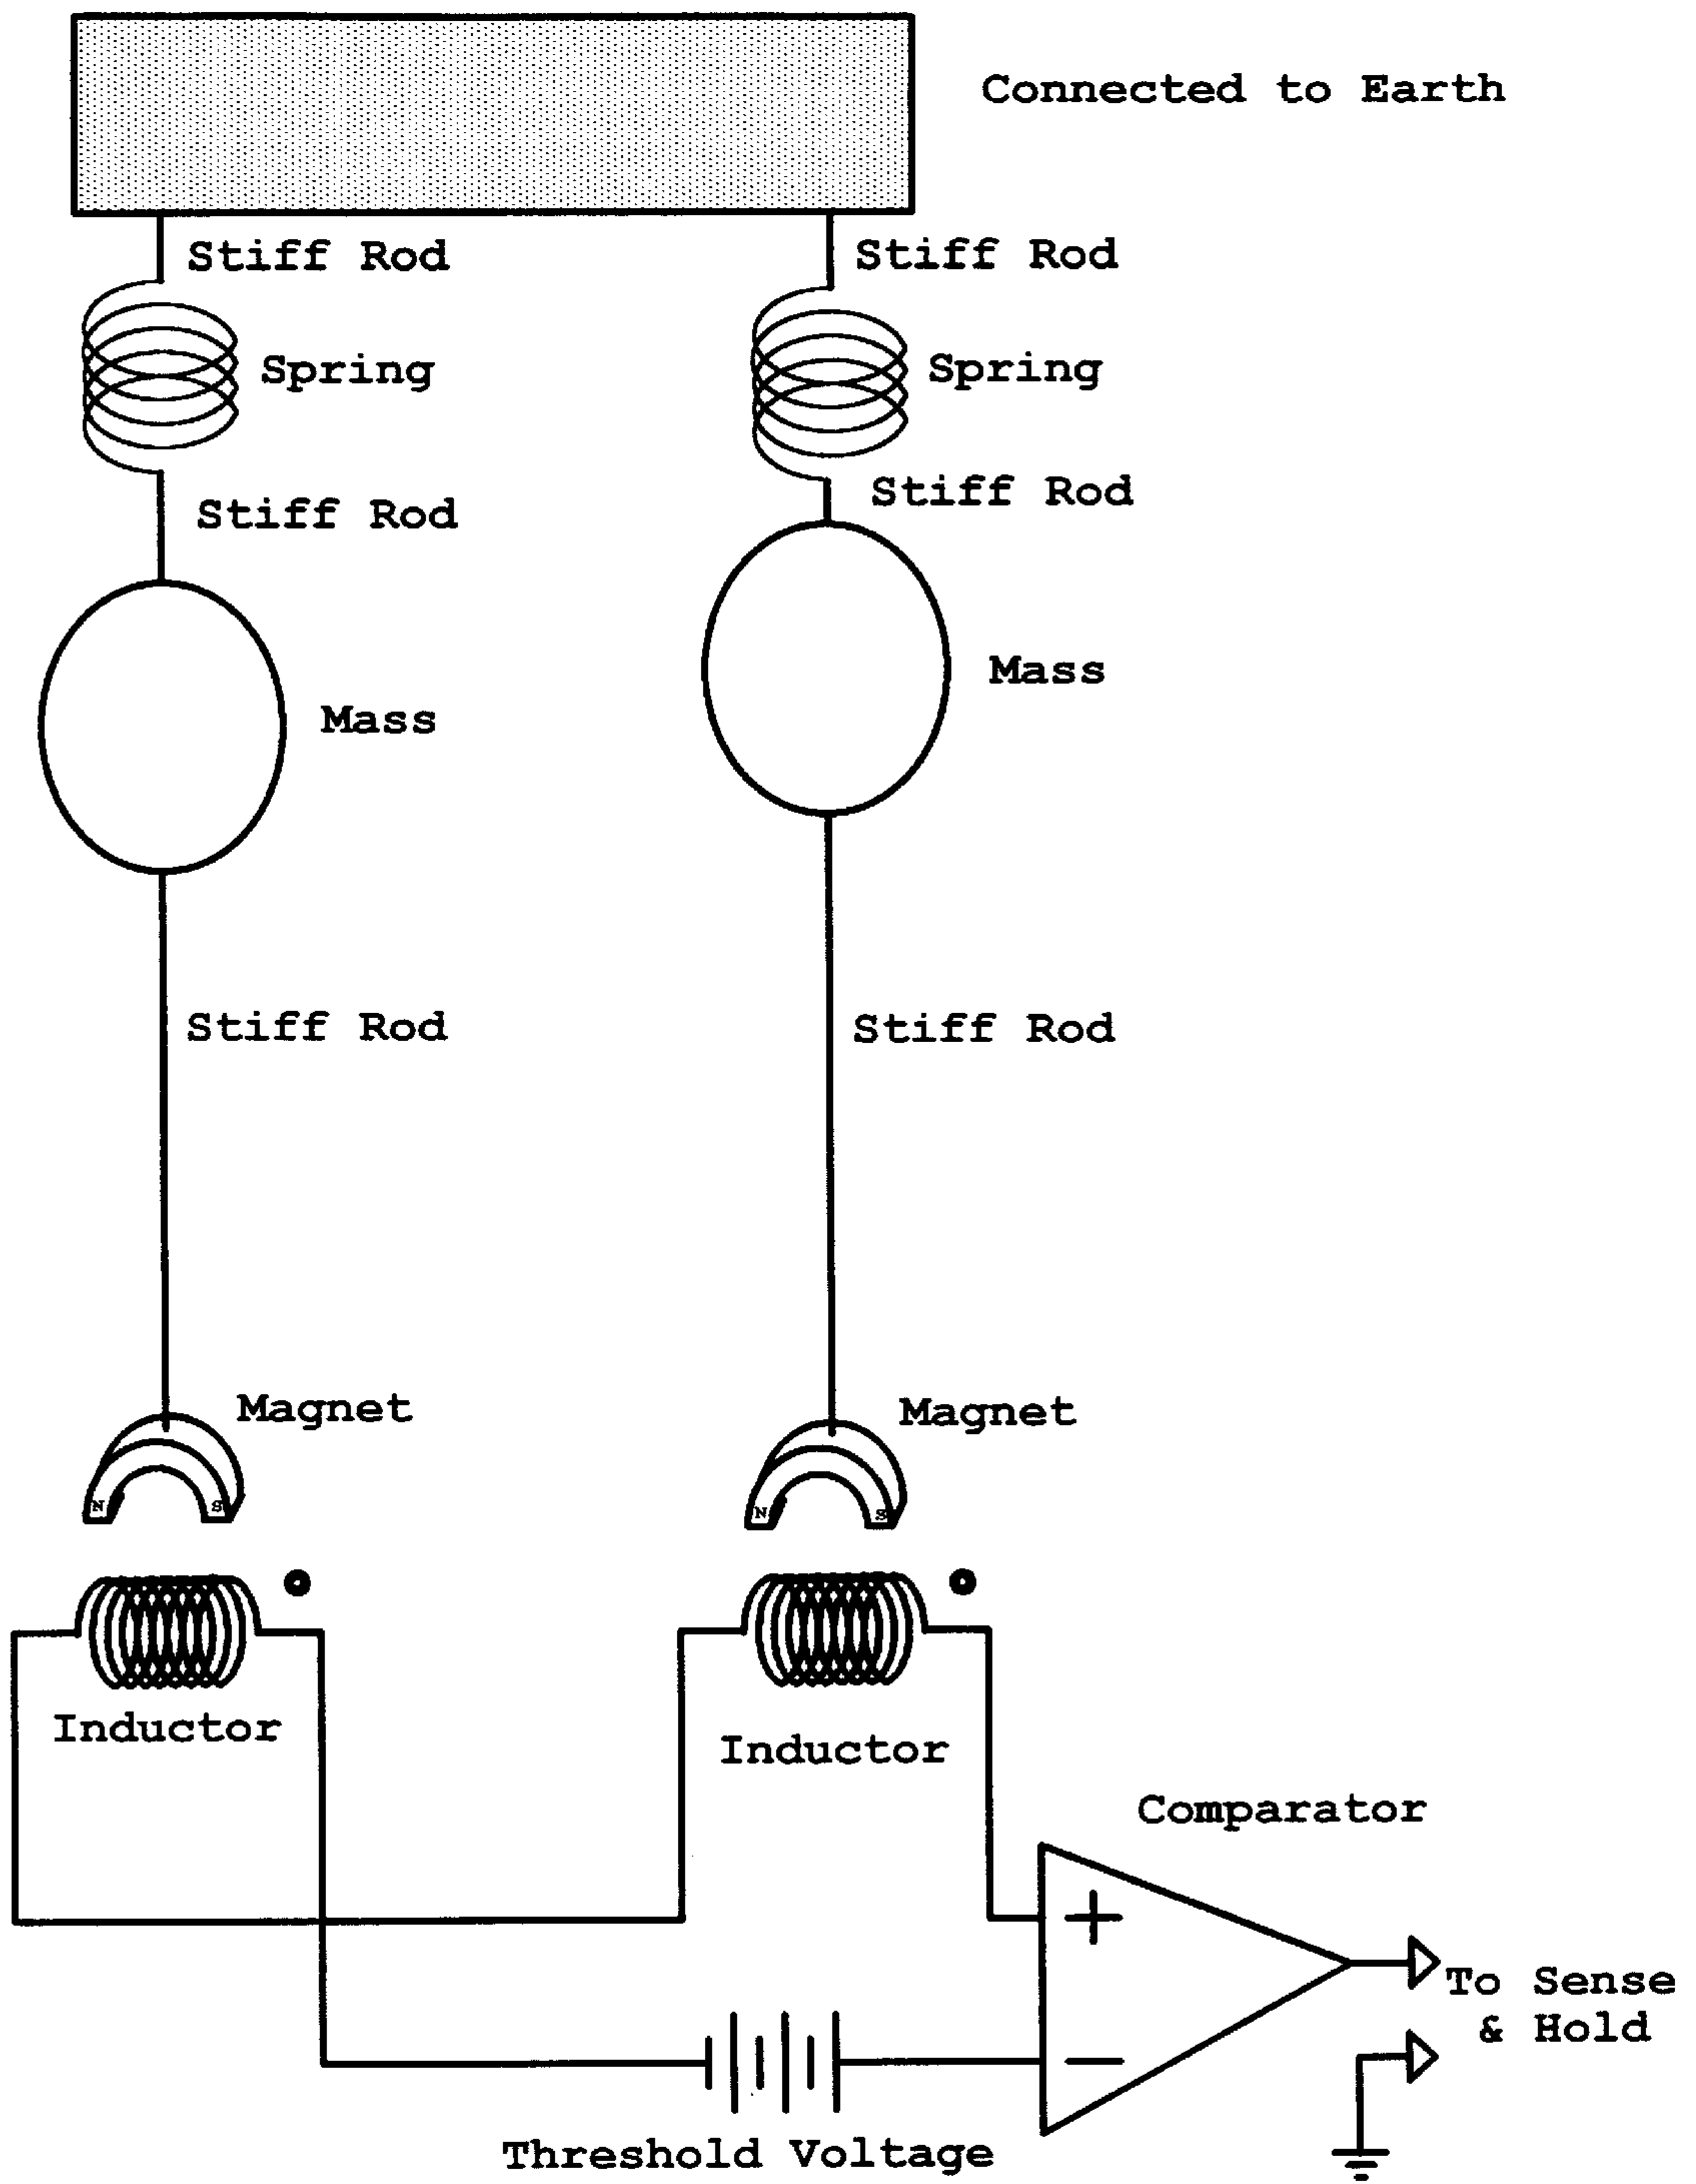 Connected to Earth
Stiff Rod
Stiff Rod
Spring
Spring
Stiff Rod
Stiff Rod
Mass
Mass
Stiff Rod
Stiff Rod
Magnet
Magnet
N
S
N
S
Inductor
Inductor
Comparator
+
To Sense
& Hold
−
Threshold Voltage